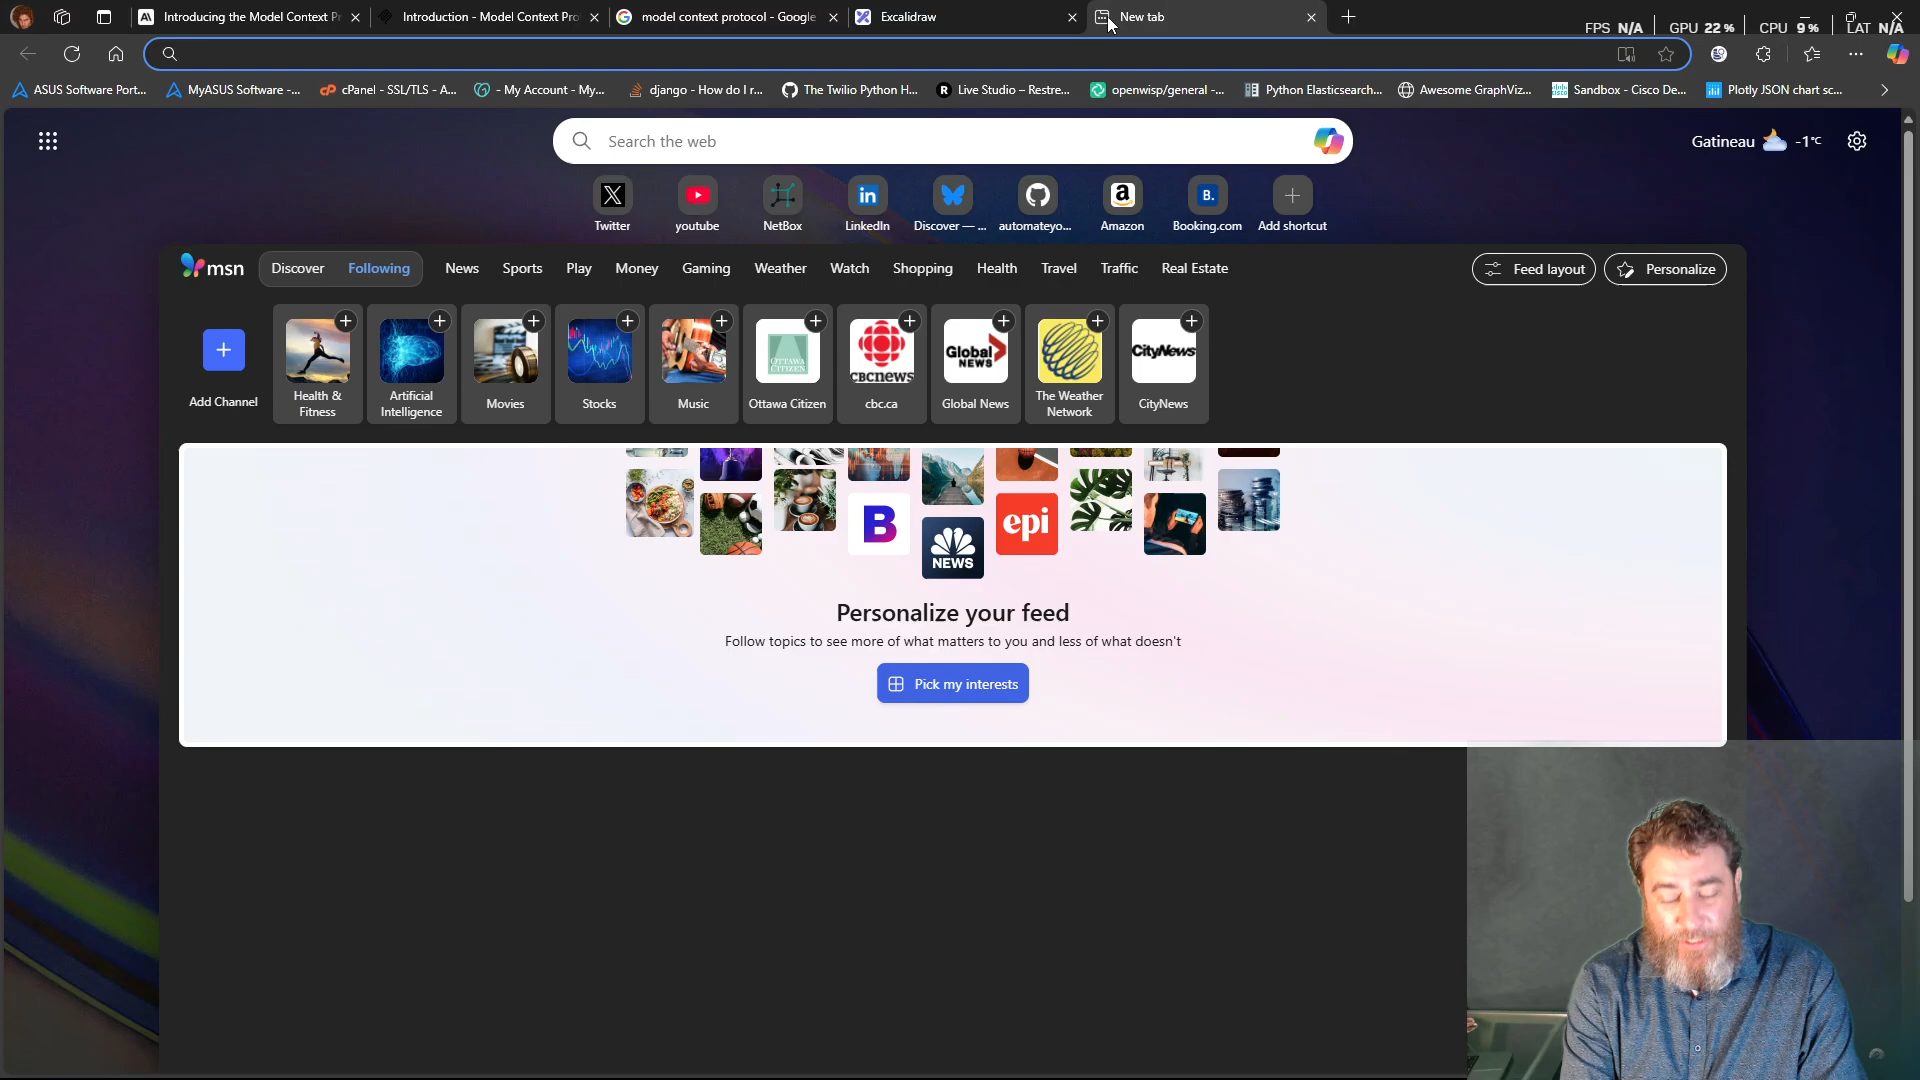 Introducing the Model Context Pr
Introduction - Model Context Pro
model context protocol - Google
Excalidraw
New tab
FPS N/A GPU 22 % CPU 9 % LAT N/A
ASUS Software Port...
MyASUS Software -...
cPanel - SSL/TLS - A...
- My Account - My...
django - How do I r...
The Twilio Python H...
Live Studio – Restre...
openwisp/general -...
Python Elasticsearch...
Awesome GraphViz...
Sandbox - Cisco De...
Plotly JSON chart sc...
Search the web
Gatineau -1°C
Twitter
youtube
NetBox
LinkedIn
Discover — ...
automateyo...
Amazon
Booking.com
Add shortcut
msn
Discover
Following
News
Sports
Play
Money
Gaming
Weather
Watch
Shopping
Health
Travel
Traffic
Real Estate
Feed layout
Personalize
Add Channel
Health &
Fitness
Artificial
Intelligence
Movies
Stocks
Music
OTTAWA
CITIZEN
Ottawa Citizen
CBCnews
cbc.ca
Global
NEWS
Global News
The Weather
Network
CityNews
CityNews
B
NEWS
epi
Personalize your feed
Follow topics to see more of what matters to you and less of what doesn't
Pick my interests